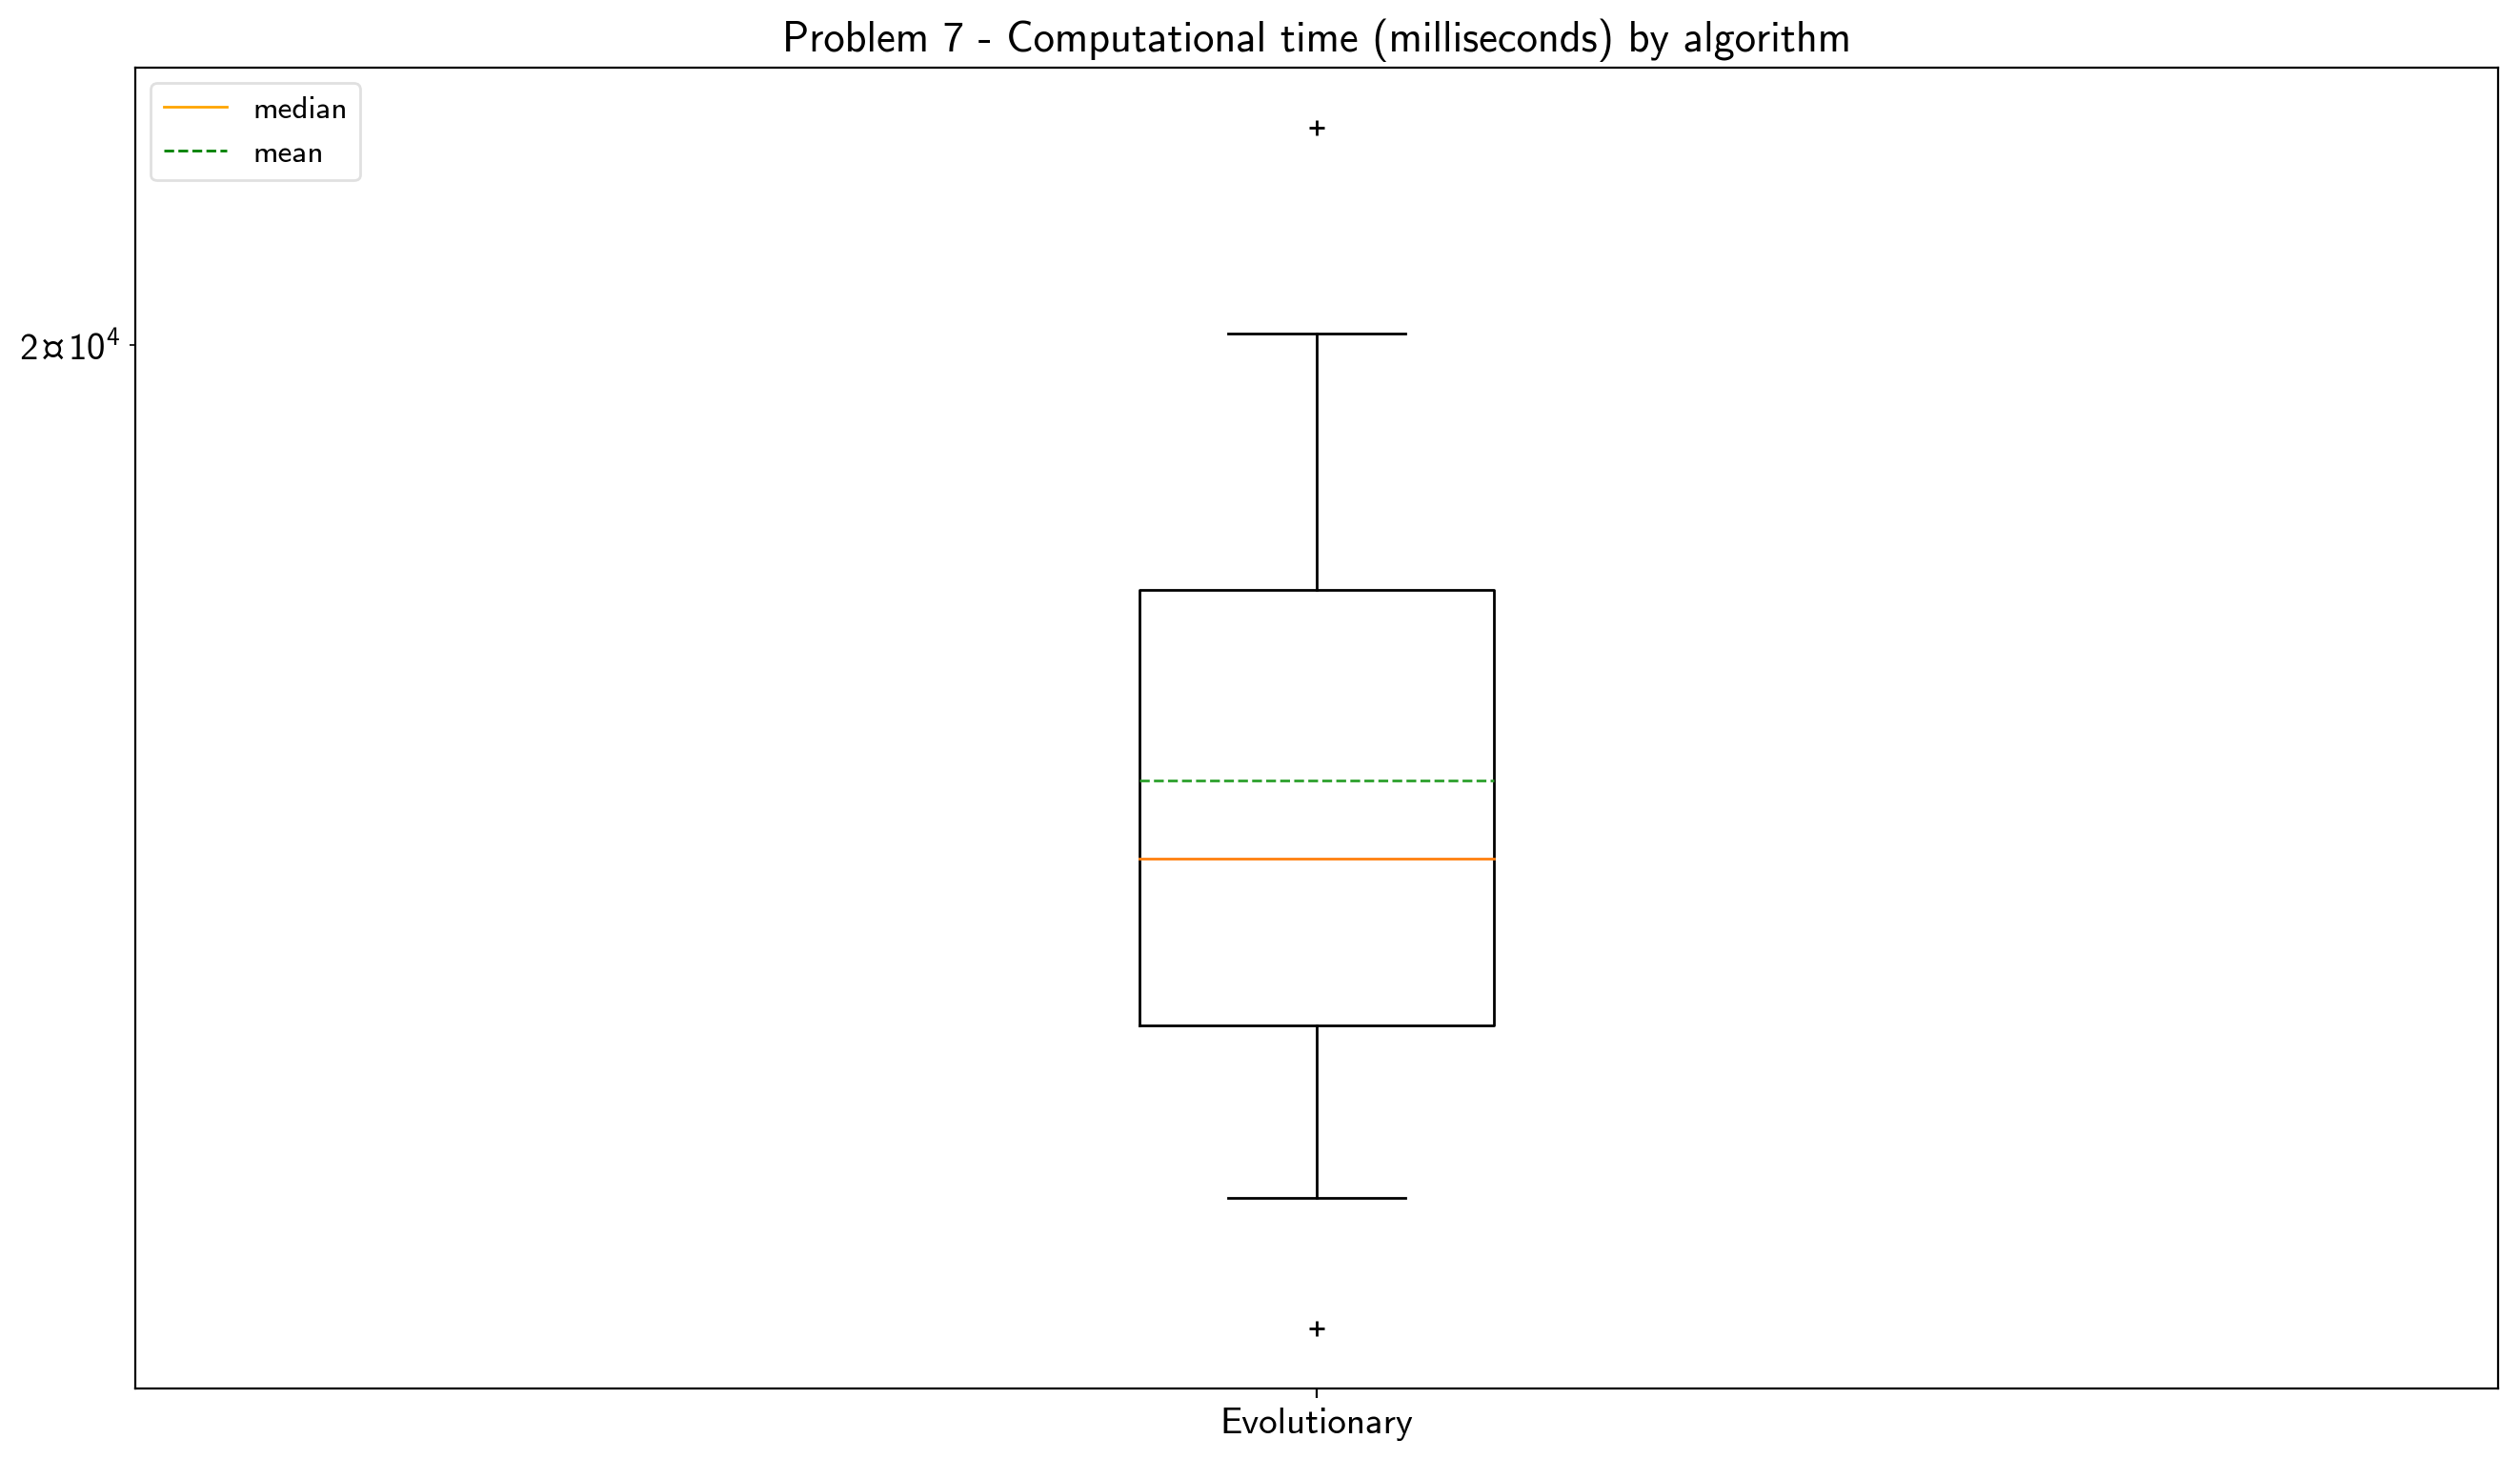 Problem 7 - Computational time (milliseconds) by algorithm
median
mean
2¤10⁴
Evolutionary